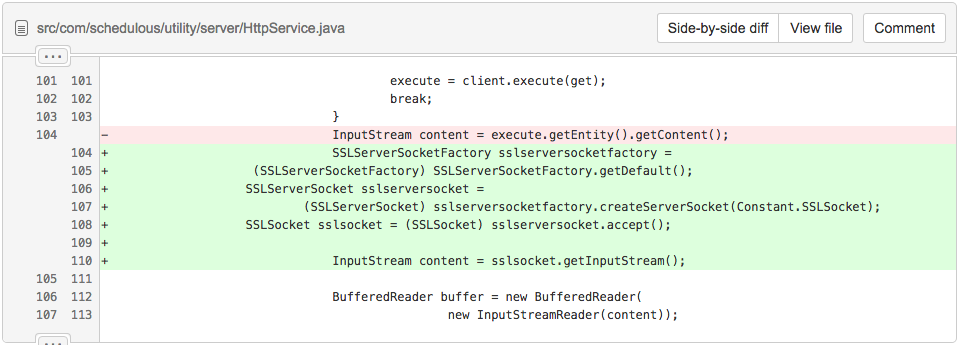 src/com/schedulous/utility/server/HttpService.java Side-by-side diff View file Comment
...
101 101 execute = client.execute(get);
102 102 break;
103 103 }
104 - InputStream content = execute.getEntity().getContent();
104 + SSLServerSocketFactory sslserversocketfactory =
105 + (SSLServerSocketFactory) SSLServerSocketFactory.getDefault();
106 + SSLServerSocket sslserversocket =
107 + (SSLServerSocket) sslserversocketfactory.createServerSocket(Constant.SSLSocket);
108 + SSLSocket sslsocket = (SSLSocket) sslserversocket.accept();
109 +
110 + InputStream content = sslsocket.getInputStream();
105 111
106 112 BufferedReader buffer = new BufferedReader(
107 113 new InputStreamReader(content));
...